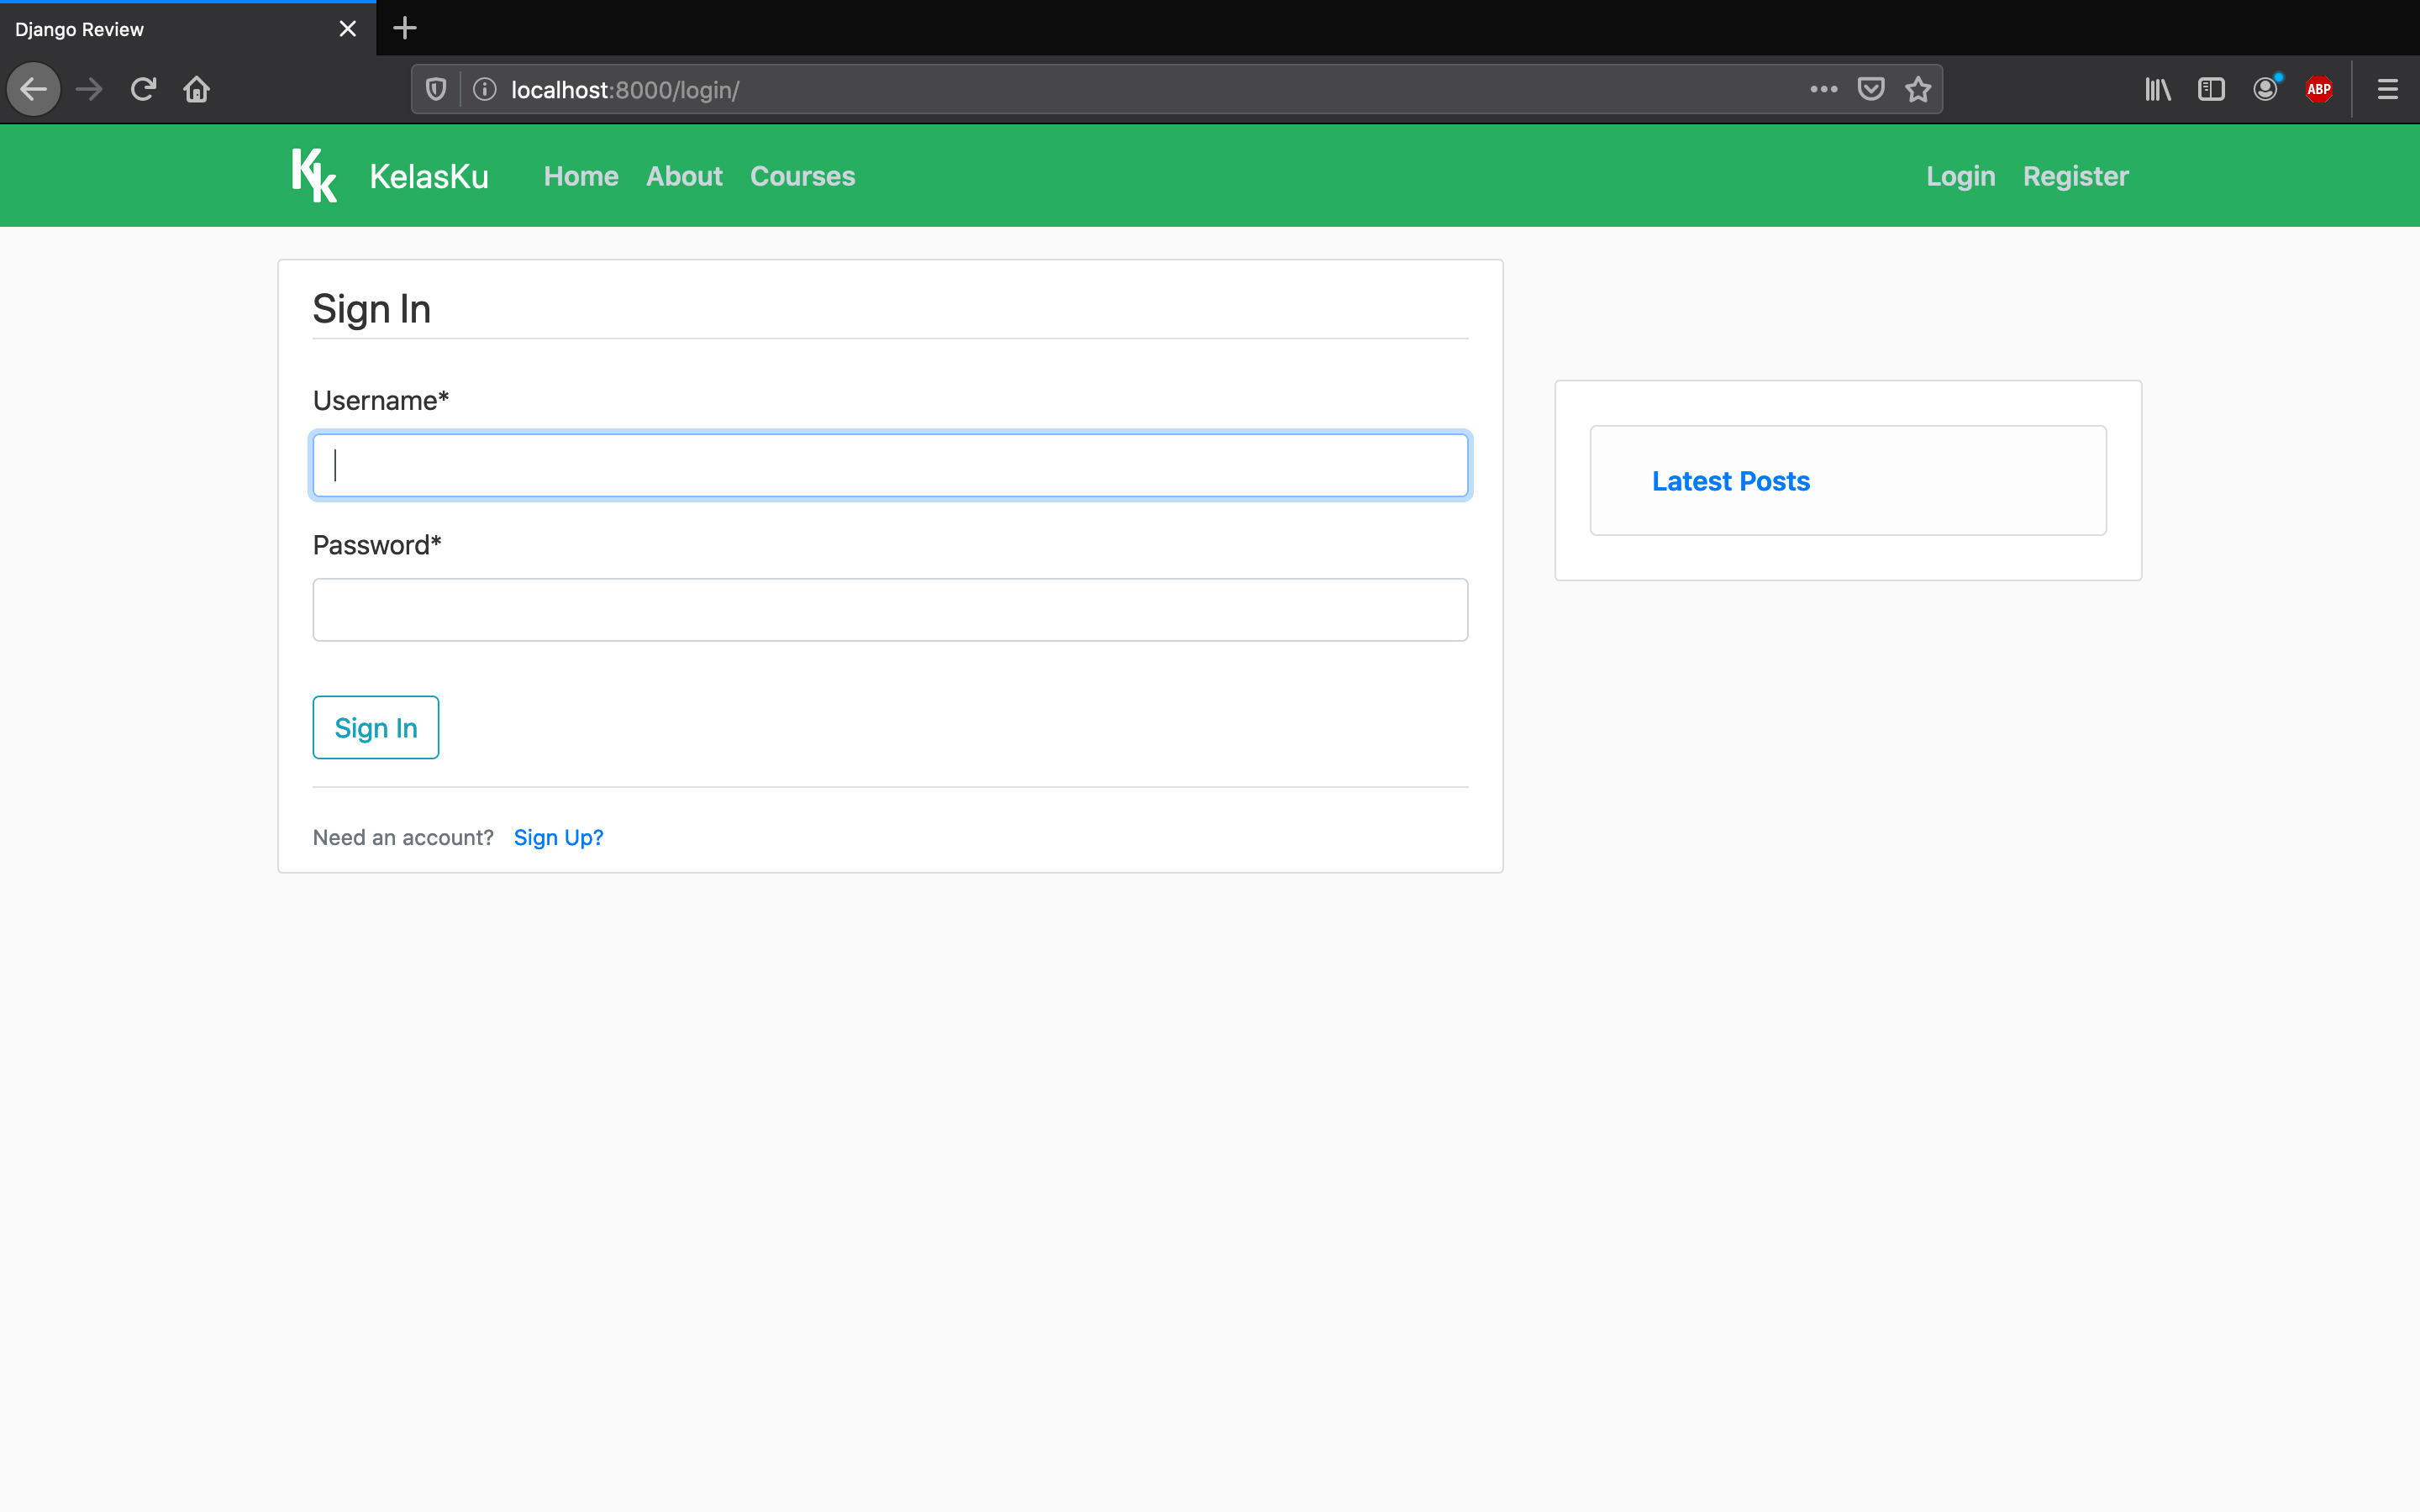 Django Review
localhost:8000/login/
ABP
Kk KelasKu Home About Courses Login Register
Sign In
Username*
Password*
Sign In
Need an account? Sign Up?
Latest Posts